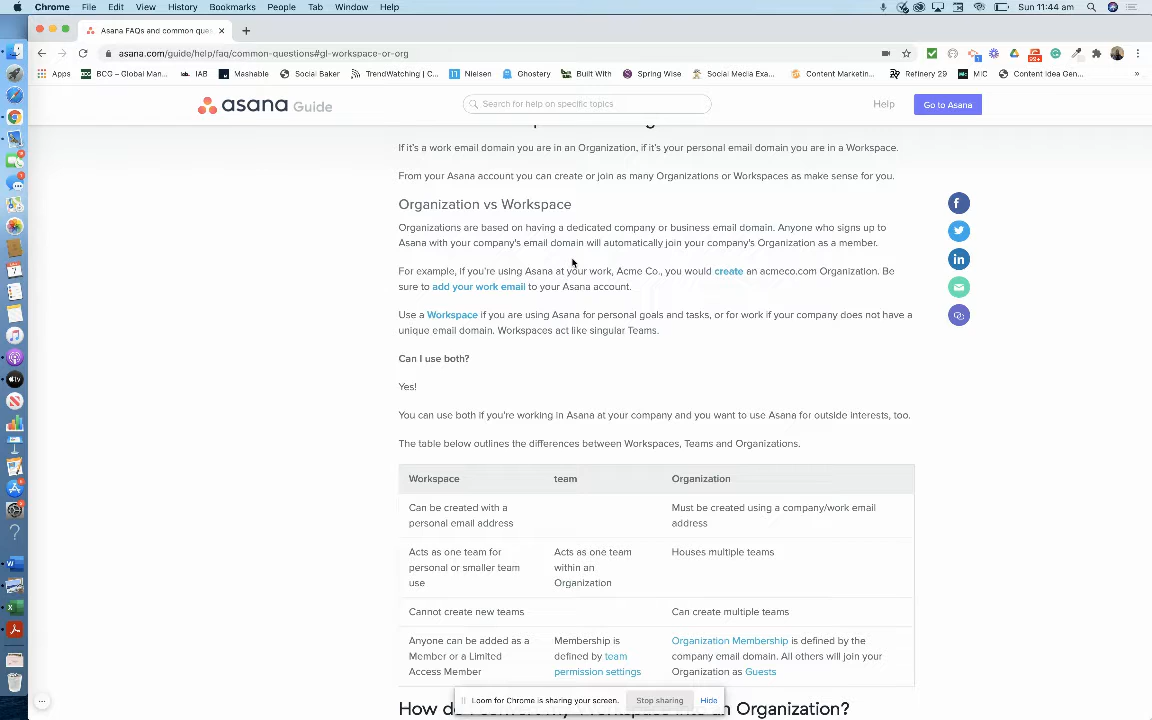 Chrome File Edit View History Bookmarks People Tab Window Help Sun 11:44 am
Asana FAQs and common ques
asana.com/guide/help/faq/common-questions#gl-workspace-or-org
Apps BCG – Global Man... IAB Mashable Social Baker TrendWatching | C... Nielsen Ghostery Built With Spring Wise Social Media Exa... Content Marketin... Refinery 29 MIC Content Idea Gen... »
asana Guide Search for help on specific topics Help Go to Asana
If it's a work email domain you are in an Organization, if it's your personal email domain you are in a Workspace.
From your Asana account you can create or join as many Organizations or Workspaces as make sense for you.
Organization vs Workspace
Organizations are based on having a dedicated company or business email domain. Anyone who signs up to
Asana with your company's email domain will automatically join your company's Organization as a member.
For example, if you're using Asana at your work, Acme Co., you would create an acmeco.com Organization. Be
sure to add your work email to your Asana account.
Use a Workspace if you are using Asana for personal goals and tasks, or for work if your company does not have a
unique email domain. Workspaces act like singular Teams.
Can I use both?
Yes!
You can use both if you're working in Asana at your company and you want to use Asana for outside interests, too.
The table below outlines the differences between Workspaces, Teams and Organizations.
Workspace team Organization
Can be created with a Must be created using a company/work email
personal email address address
Acts as one team for Acts as one team Houses multiple teams
personal or smaller team within an
use Organization
Cannot create new teams Can create multiple teams
Anyone can be added as a Membership is Organization Membership is defined by the
Member or a Limited defined by team company email domain. All others will join your
Access Member permission settings Organization as Guests
Loom for Chrome is sharing your screen. Stop sharing Hide
How do I convert my Workspace into an Organization?